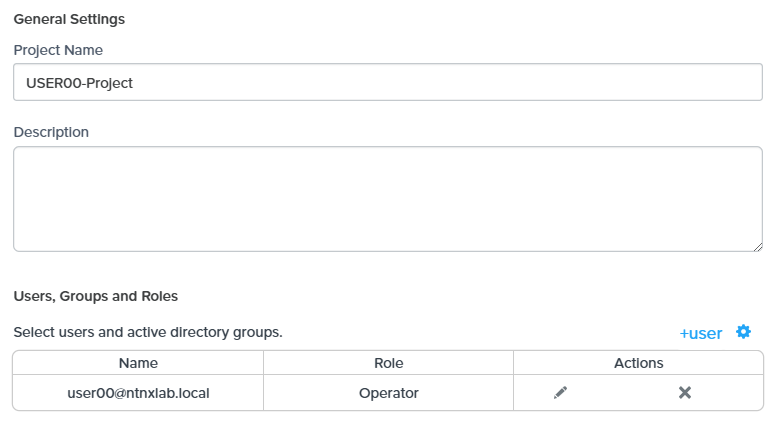 General Settings
Project Name
USER00-Project
Description
Users, Groups and Roles
Select users and active directory groups.
+user
Name Role Actions
user00@ntnxlab.local Operator